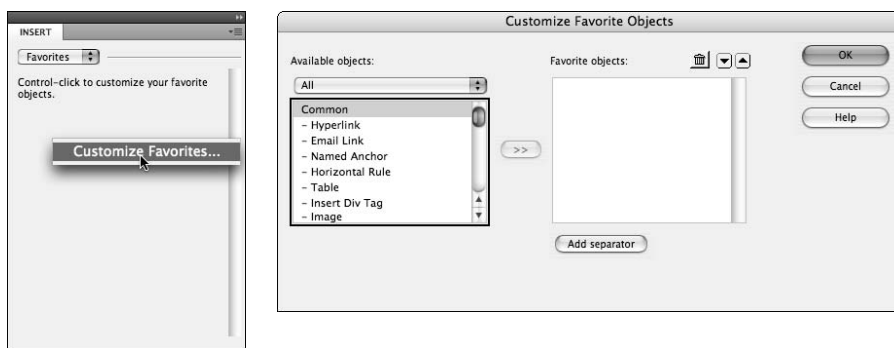 INSERT
Favorites
Control-click to customize your favorite
objects.
Customize Favorites...
Customize Favorite Objects
Available objects:
All
Common
- Hyperlink
- Email Link
- Named Anchor
- Horizontal Rule
- Table
- Insert Div Tag
- Image
>>
Favorite objects:
Add separator
OK
Cancel
Help